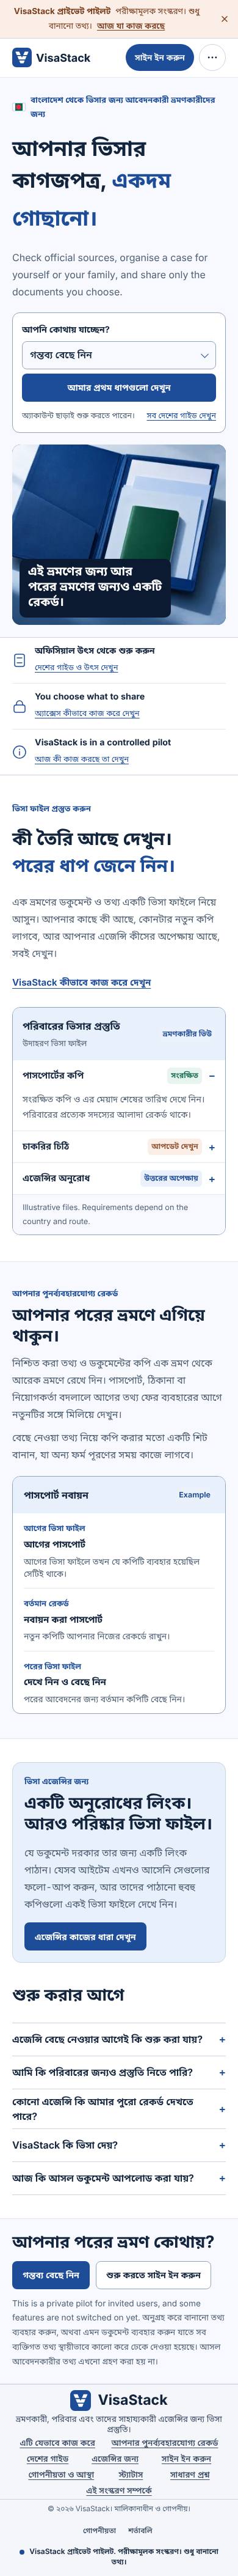 VisaStack প্রাইভেট পাইলট পরীক্ষামূলক সংস্করণ। শুধু
বানানো তথ্য। আজ যা কাজ করছে
×
VisaStack
সাইন ইন করুন
বাংলাদেশ থেকে ভিসার জন্য আবেদনকারী ভ্রমণকারীদের
জন্য
আপনার ভিসার
কাগজপত্র, একদম
গোছানো।
Check official sources, organise a case for
yourself or your family, and share only the
documents you choose.
আপনি কোথায় যাচ্ছেন?
গন্তব্য বেছে নিন
আমার প্রথম ধাপগুলো দেখুন
অ্যাকাউন্ট ছাড়াই শুরু করতে পারেন।
সব দেশের গাইড দেখুন
এই ভ্রমণের জন্য আর
পরের ভ্রমণের জন্যও একটি
রেকর্ড।
অফিসিয়াল উৎস থেকে শুরু করুন
দেশের গাইড ও উৎস দেখুন
You choose what to share
অ্যাক্সেস কীভাবে কাজ করে দেখুন
VisaStack is in a controlled pilot
আজ কী কাজ করছে তা দেখুন
ভিসা ফাইল প্রস্তুত করুন
কী তৈরি আছে দেখুন।
পরের ধাপ জেনে নিন।
এক ভ্রমণের ডকুমেন্ট ও তথ্য একটি ভিসা ফাইলে নিয়ে
আসুন। আপনার কাছে কী আছে, কোনটার নতুন কপি
লাগবে, আর আপনার এজেন্সি কীসের অপেক্ষায় আছে,
সবই দেখুন।
VisaStack কীভাবে কাজ করে দেখুন
পরিবারের ভিসার প্রস্তুতি
উদাহরণ ভিসা ফাইল
ভ্রমণকারীর ভিউ
পাসপোর্টের কপি
সংরক্ষিত
−
সংরক্ষিত কপি ও এর মেয়াদ শেষের তারিখ দেখে নিন।
পরিবারের প্রত্যেক সদস্যের আলাদা রেকর্ড থাকে।
চাকরির চিঠি
আপডেট দেখুন
+
এজেন্সির অনুরোধ
উত্তরের অপেক্ষায়
+
Illustrative files. Requirements depend on the
country and route.
আপনার পুনর্ব্যবহারযোগ্য রেকর্ড
আপনার পরের ভ্রমণে এগিয়ে
থাকুন।
নিশ্চিত করা তথ্য ও ডকুমেন্টের কপি এক ভ্রমণ থেকে
আরেক ভ্রমণে রেখে দিন। পাসপোর্ট, ঠিকানা বা
নিয়োগকর্তা বদলালে আগের তথ্য ফের ব্যবহারের আগে
নতুনটির সঙ্গে মিলিয়ে দেখুন।
বেছে নেওয়া তথ্য নিয়ে কপি করার মতো একটি শিট
বানান, যা অন্য ফর্ম পূরণের সময় কাজে লাগবে।
পাসপোর্ট নবায়ন
Example
আগের ভিসা ফাইল
আগের পাসপোর্ট
আগের ভিসা ফাইলে তখন যে কপিটি ব্যবহার হয়েছিল
সেটিই থাকে।
বর্তমান রেকর্ড
নবায়ন করা পাসপোর্ট
নতুন কপিটি আপনার নিজের রেকর্ডে রাখুন।
পরের ভিসা ফাইল
দেখে নিন ও বেছে নিন
পরের আবেদনের জন্য বর্তমান কপিটি বেছে নিন।
ভিসা এজেন্সির জন্য
একটি অনুরোধের লিংক।
আরও পরিষ্কার ভিসা ফাইল।
যে ডকুমেন্ট দরকার তার জন্য একটি লিংক
পাঠান। যেসব আইটেম এখনও আসেনি সেগুলোর
ফলো-আপ করুন, আর তাদের পাঠানো হুবহু
কপিগুলো একই ভিসা ফাইলে দেখে নিন।
এজেন্সির কাজের ধারা দেখুন
শুরু করার আগে
এজেন্সি বেছে নেওয়ার আগেই কি শুরু করা যায়?
+
আমি কি পরিবারের জন্যও প্রস্তুতি নিতে পারি?
+
কোনো এজেন্সি কি আমার পুরো রেকর্ড দেখতে
পারে?
+
VisaStack কি ভিসা দেয়?
+
আজ কি আসল ডকুমেন্ট আপলোড করা যায়?
+
আপনার পরের ভ্রমণ কোথায়?
গন্তব্য বেছে নিন
শুরু করতে সাইন ইন করুন
This is a private pilot for invited users, and some
features are not switched on yet. অনুগ্রহ করে বানানো তথ্য
ব্যবহার করুন, অথবা এমন ডকুমেন্ট ব্যবহার করুন যাতে সব
ব্যক্তিগত তথ্য স্থায়ীভাবে কালো করে ঢেকে দেওয়া হয়েছে। আসল
আবেদনকারীর তথ্য এখনো গ্রহণ করা হয় না।
VisaStack
ভ্রমণকারী, পরিবার এবং তাদের সাহায্যকারী এজেন্সির জন্য ভিসা
প্রস্তুতি।
এটি যেভাবে কাজ করে
আপনার পুনর্ব্যবহারযোগ্য রেকর্ড
দেশের গাইড
এজেন্সির জন্য
সাইন ইন করুন
গোপনীয়তা ও আস্থা
স্ট্যাটাস
সাধারণ প্রশ্ন
এই সংস্করণ সম্পর্কে
© ২০২৬ VisaStack। মালিকানাধীন ও গোপনীয়।
গোপনীয়তা
শর্তাবলি
VisaStack প্রাইভেট পাইলট. পরীক্ষামূলক সংস্করণ। শুধু বানানো
তথ্য।